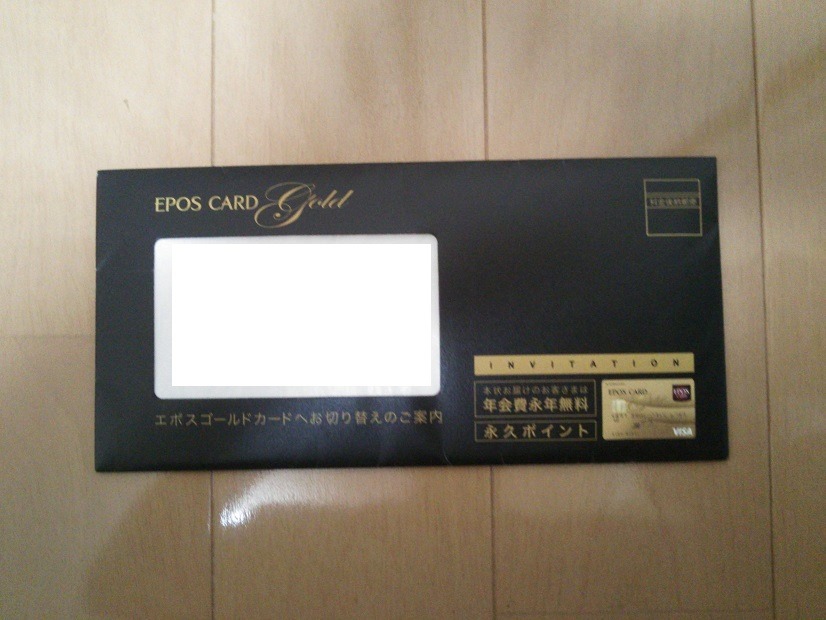 EPOS CARD Gold
料金後納郵便
INVITATION
本状お届けのお客さまは
年会費永年無料
永久ポイント
エポスゴールドカードへお切り替えのご案内
EPOS CARD
EPOS
VISA